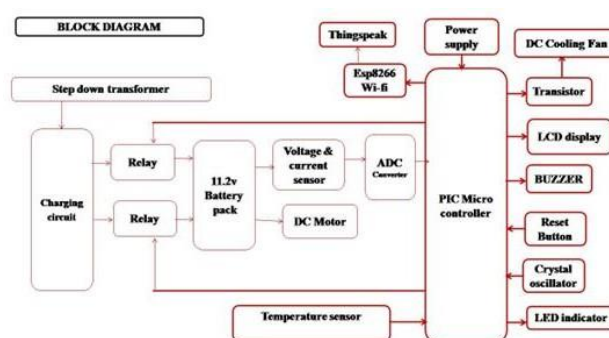 BLOCK DIAGRAM
Thingspeak
Power
supply
DC Cooling Fan
Esp8266
Wi-fi
Step down transformer
Transistor
Relay
Voltage &
current sensor
ADC
Converter
LCD display
11.2v
Battery
pack
BUZZER
Charging
circuit
Relay
DC Motor
PIC Micro
controller
Reset
Button
Crystal
oscillator
Temperature sensor
LED indicator